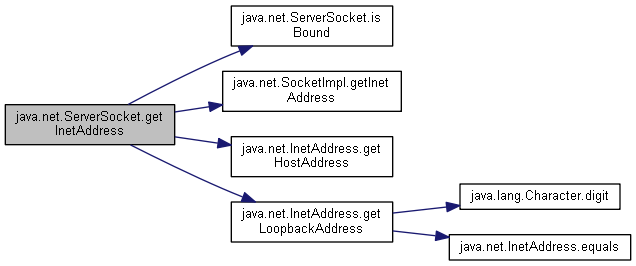 java.net.ServerSocket.get
InetAddress
java.net.ServerSocket.is
Bound
java.net.SocketImpl.getInet
Address
java.net.InetAddress.get
HostAddress
java.net.InetAddress.get
LoopbackAddress
java.lang.Character.digit
java.net.InetAddress.equals